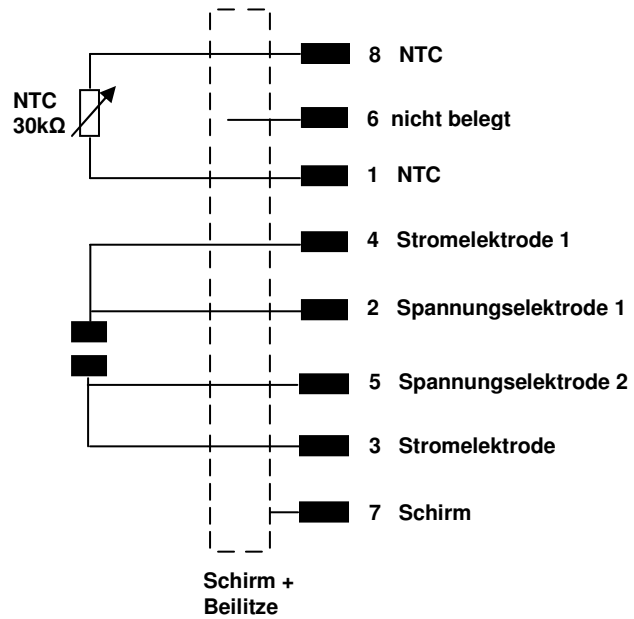 8 NTC
NTC
30kΩ
6 nicht belegt
1 NTC
4 Stromelektrode 1
2 Spannungselektrode 1
5 Spannungselektrode 2
3 Stromelektrode
7 Schirm
Schirm +
Beilitze